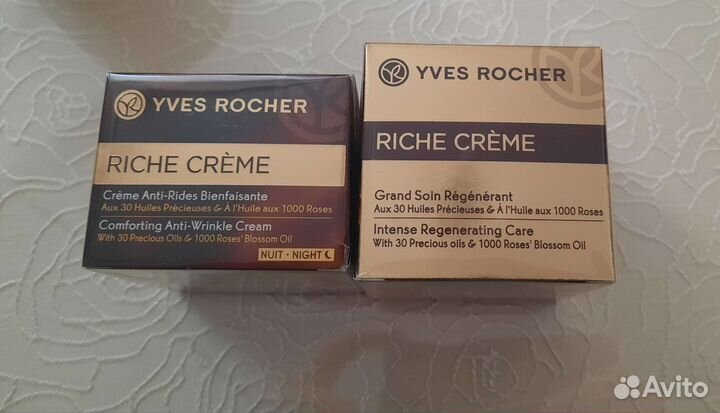 YVES ROCHER
RICHE CRÈME
Crème Anti-Rides Bienfaisante
Aux 30 Huiles Précieuses & À l'Huile aux 1000 Roses
Comforting Anti-Wrinkle Cream
With 30 Precious Oils & 1000 Roses' Blossom Oil
NUIT • NIGHT
YVES ROCHER
RICHE CRÈME
Grand Soin Régénérant
Aux 30 Huiles Précieuses & À l'Huile aux 1000 Roses
Intense Regenerating Care
With 30 Precious oils & 1000 Roses' Blossom Oil
Avito